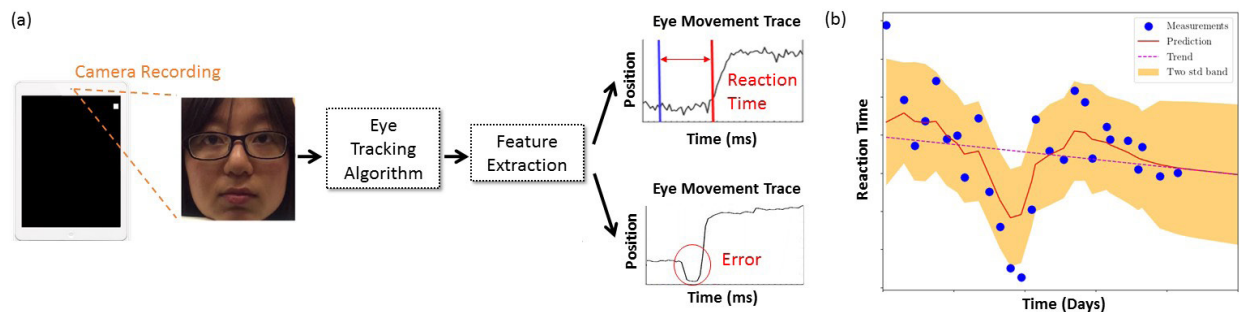 (a)
Camera Recording
Eye
Tracking
Algorithm
Feature
Extraction
Eye Movement Trace
Position
Reaction
Time
Time (ms)
Eye Movement Trace
Position
Error
Time (ms)
(b)
Measurements
Prediction
Trend
Two std band
Reaction Time
Time (Days)